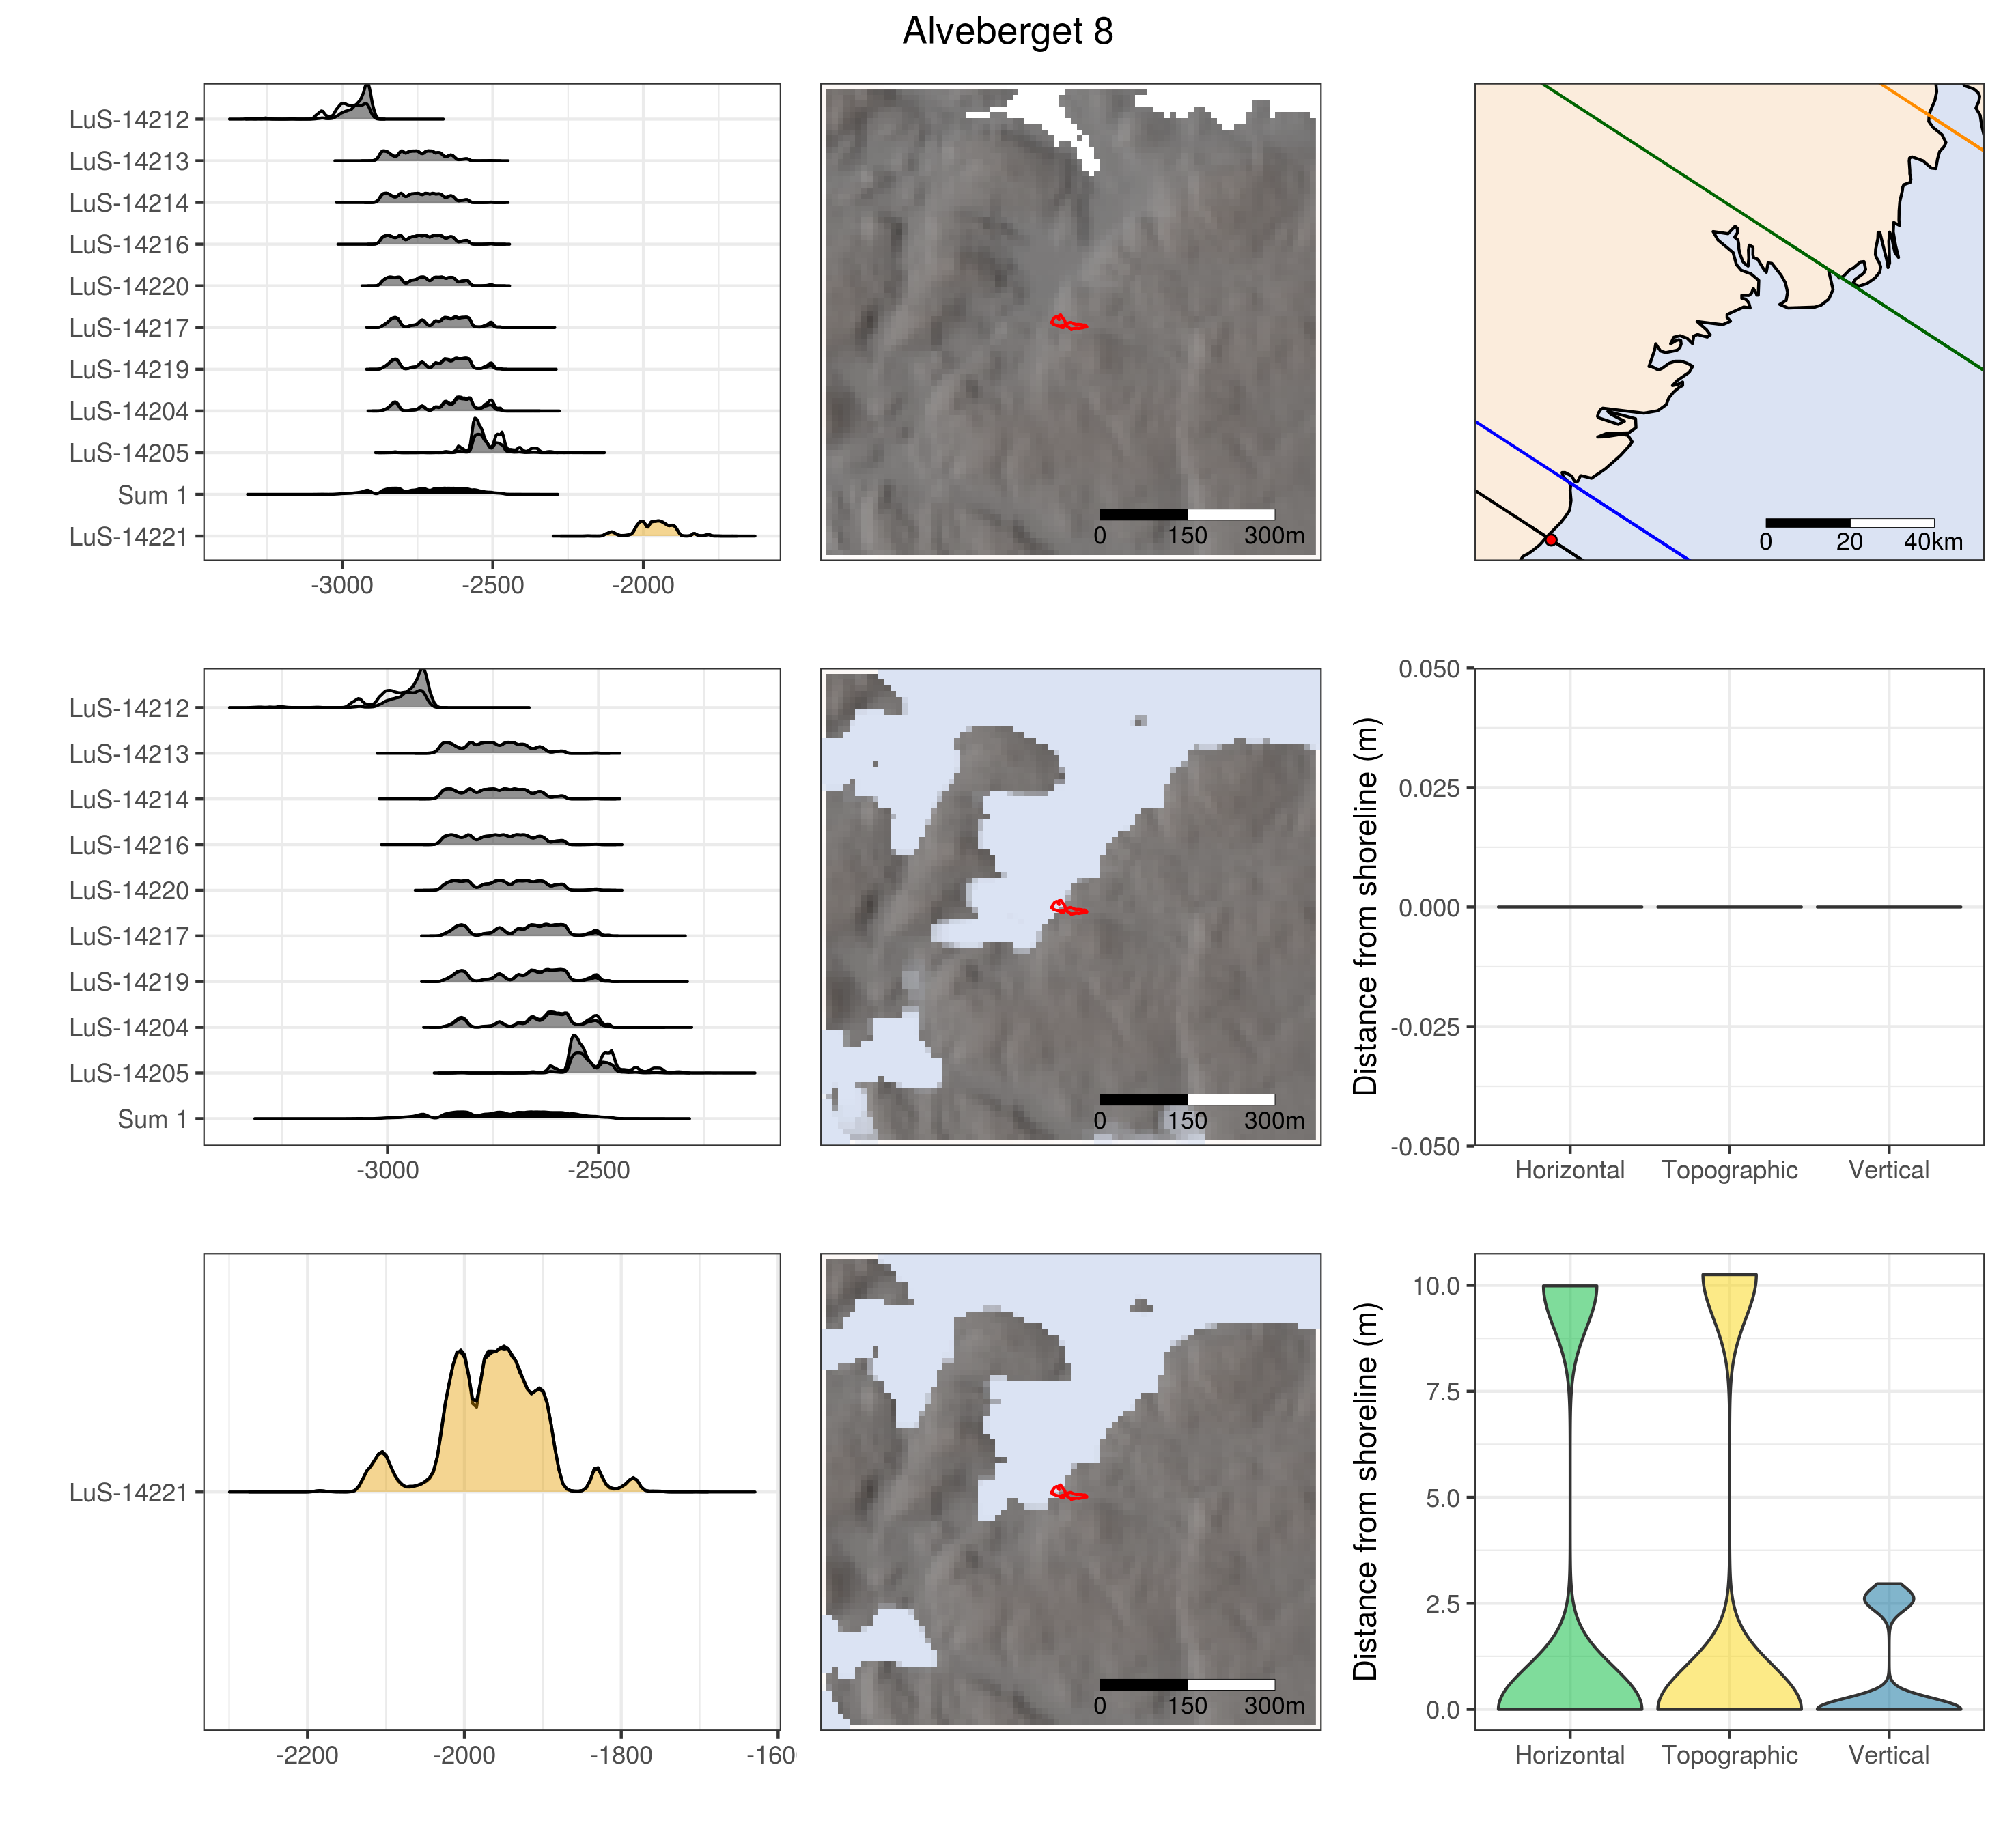 Alveberget 8
LuS-14212
LuS-14213
LuS-14214
LuS-14216
LuS-14220
LuS-14217
LuS-14219
LuS-14204
LuS-14205
Sum 1
LuS-14221
-3000 -2500 -2000
0 150 300m
0 20 40km
LuS-14212
LuS-14213
LuS-14214
LuS-14216
LuS-14220
LuS-14217
LuS-14219
LuS-14204
LuS-14205
Sum 1
-3000 -2500
0 150 300m
Distance from shoreline (m)
0.050
0.025
0.000
-0.025
-0.050
Horizontal Topographic Vertical
LuS-14221
-2200 -2000 -1800 -160
0 150 300m
Distance from shoreline (m)
10.0
7.5
5.0
2.5
0.0
Horizontal Topographic Vertical